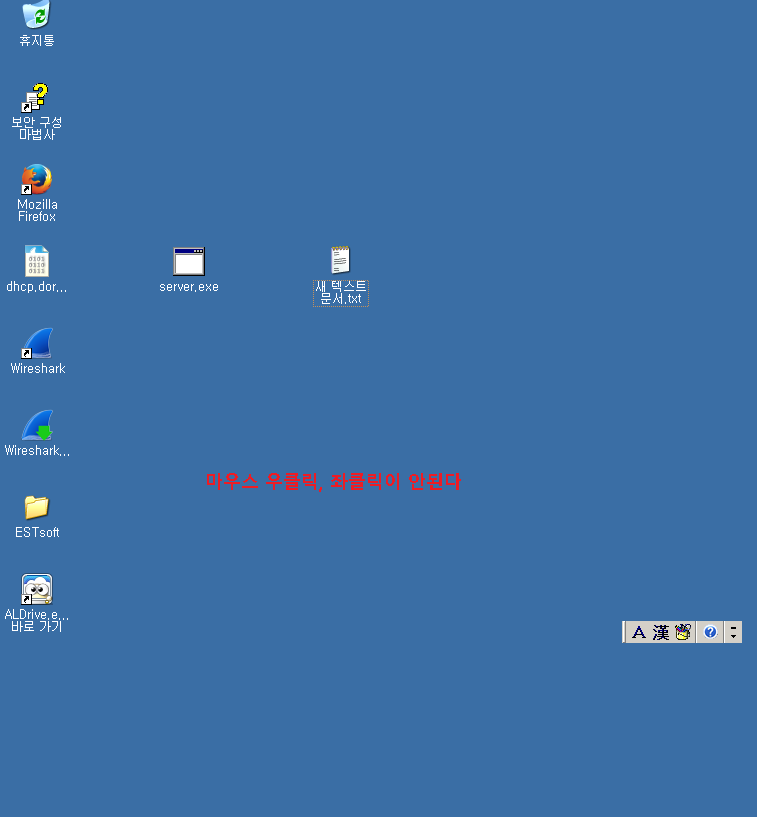 휴지통
보안 구성
마법사
Mozilla
Firefox
dhcp,dor...
server,exe
새 텍스트
문서,txt
Wireshark
Wireshark,...
마우스 우클릭, 좌클릭이 안된다
ESTsoft
ALDrive,e...
바로 가기
A 漢